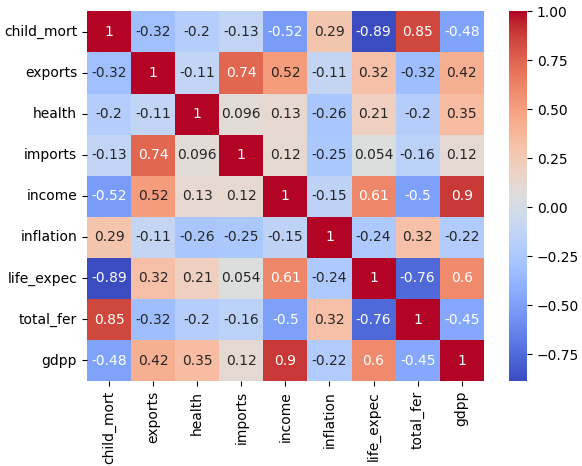 child_mort 1 -0.32 -0.2 -0.13 -0.52 0.29 -0.89 0.85 -0.48
exports -0.32 1 -0.11 0.74 0.52 -0.11 0.32 -0.32 0.42
health -0.2 -0.11 1 0.096 0.13 -0.26 0.21 -0.2 0.35
imports -0.13 0.74 0.096 1 0.12 -0.25 0.054 -0.16 0.12
income -0.52 0.52 0.13 0.12 1 -0.15 0.61 -0.5 0.9
inflation 0.29 -0.11 -0.26 -0.25 -0.15 1 -0.24 0.32 -0.22
life_expec -0.89 0.32 0.21 0.054 -0.24 0.61 1 -0.76 0.6
total_fer 0.85 -0.32 -0.2 -0.16 -0.5 0.32 -0.76 1 -0.45
gdpp -0.48 0.42 0.35 0.12 0.9 -0.22 0.6 -0.45 1
child_mort exports health imports income inflation life_expec total_fer gdpp
1.00
0.75
0.50
0.25
0.00
-0.25
-0.50
-0.75